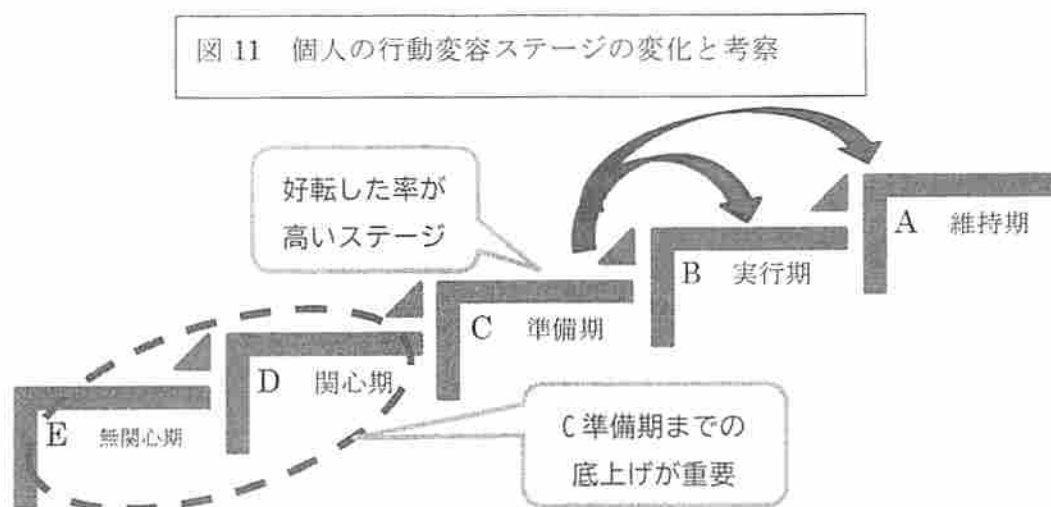 図 11　個人の行動変容ステージの変化と考察
好転した率が
高いステージ
A　維持期
B　実行期
C　準備期
D　関心期
E　無関心期
C 準備期までの
底上げが重要